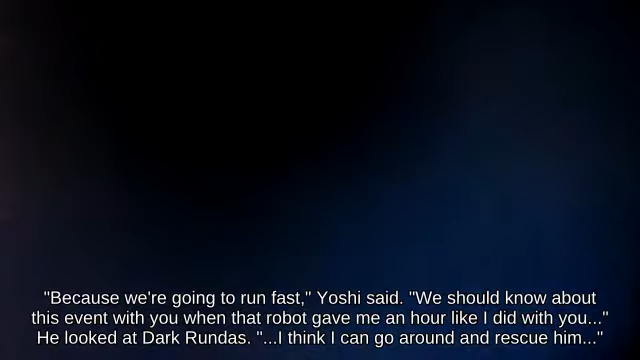 "Because we're going to run fast," Yoshi said. "We should know about
this event with you when that robot gave me an hour like I did with you..."
He looked at Dark Rundas. "...I think I can go around and rescue him..."